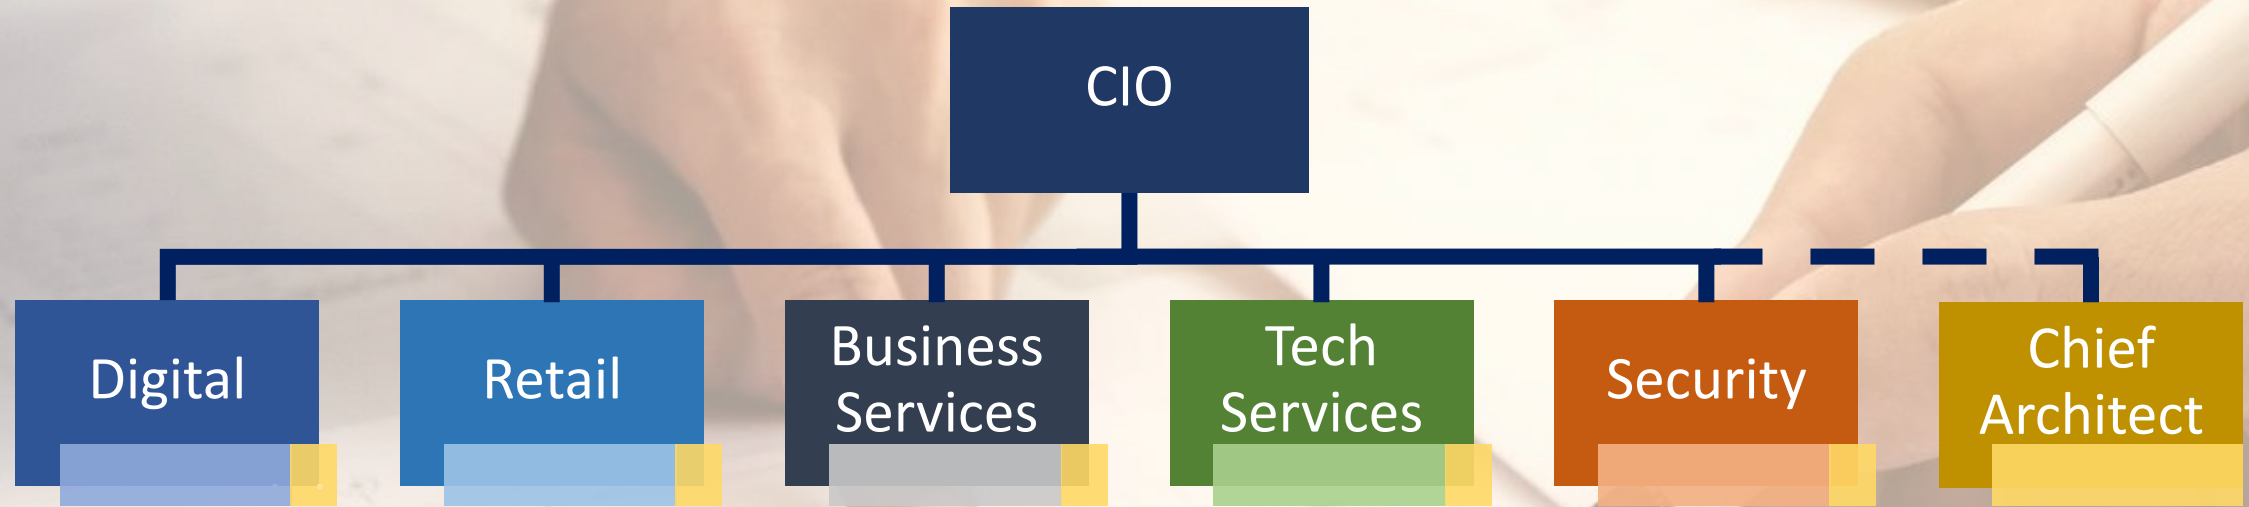 CIO
Digital
Retail
Business
Services
Tech
Services
Security
Chief
Architect